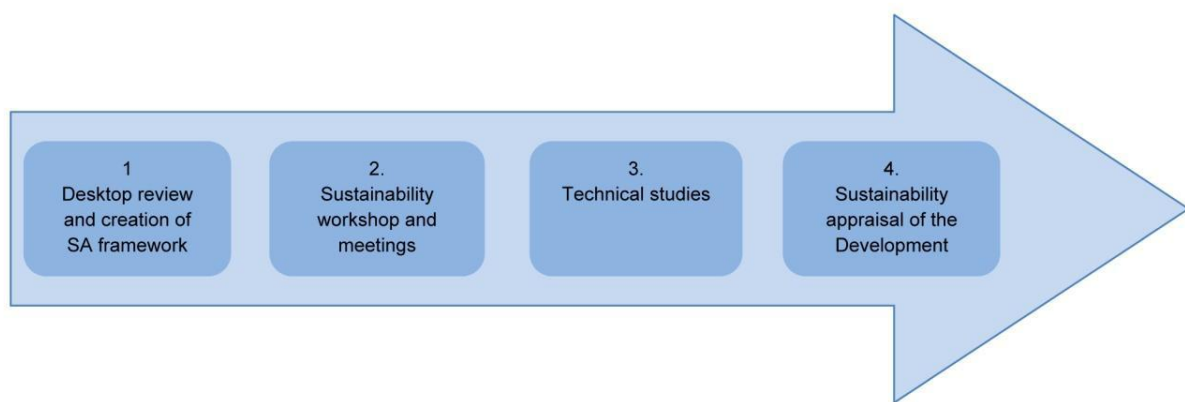 1
Desktop review
and creation of
SA framework
2.
Sustainability
workshop and
meetings
3.
Technical studies
4.
Sustainability
appraisal of the
Development